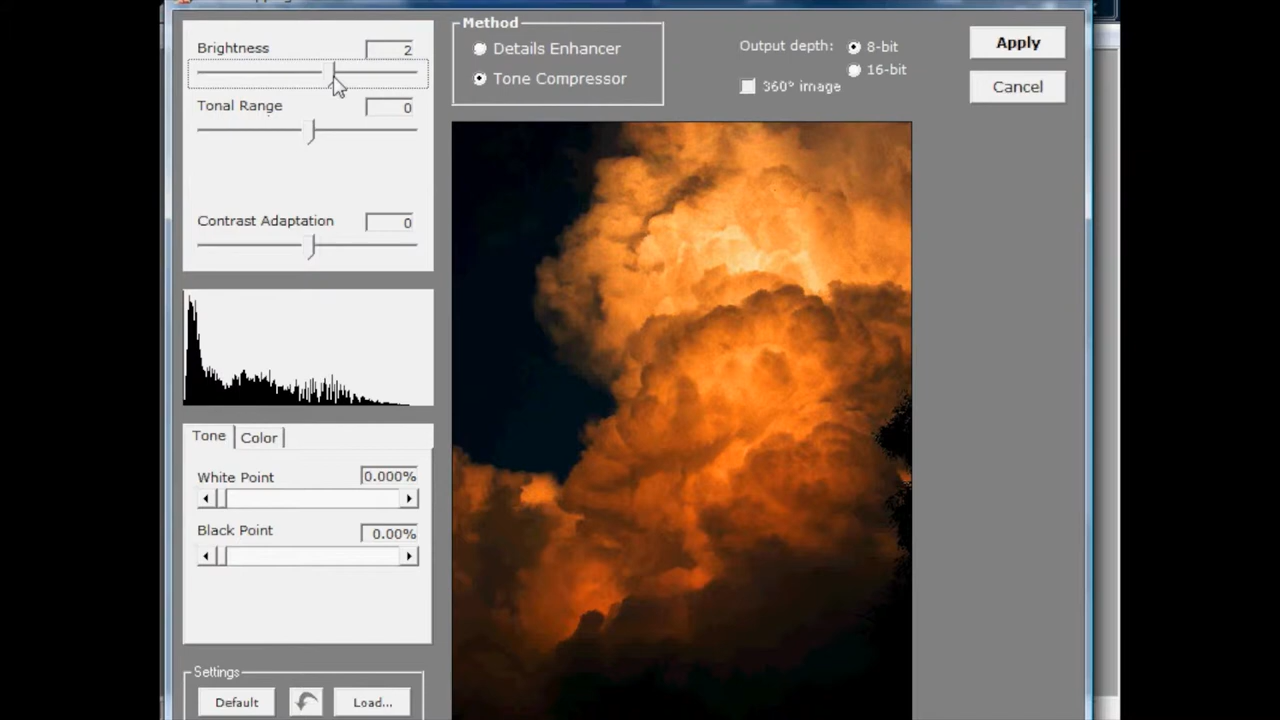 Brightness 2
Tonal Range 0
Contrast Adaptation 0
Tone Color
White Point 0.000%
Black Point 0.00%
Settings
Default Load...
Method
Details Enhancer
Tone Compressor
Output depth: 8-bit
16-bit
360° image
Apply
Cancel